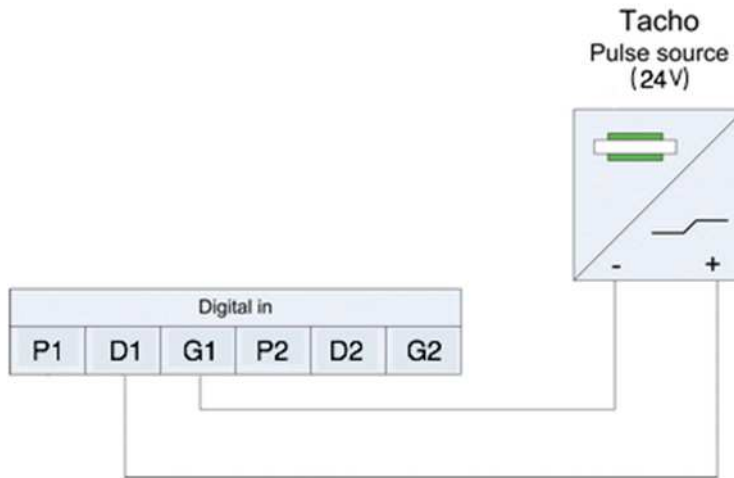 Tacho
Pulse source
(24V)
- +
Digital in
P1 D1 G1 P2 D2 G2